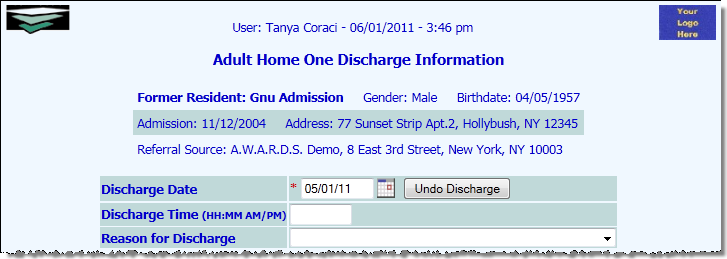 User: Tanya Coraci - 06/01/2011 - 3:46 pm
Your
Logo
Here
Adult Home One Discharge Information
Former Resident: Gnu Admission Gender: Male Birthdate: 04/05/1957
Admission: 11/12/2004 Address: 77 Sunset Strip Apt.2, Hollybush, NY 12345
Referral Source: A.W.A.R.D.S. Demo, 8 East 3rd Street, New York, NY 10003
Discharge Date * 05/01/11 Undo Discharge
Discharge Time (HH:MM AM/PM)
Reason for Discharge